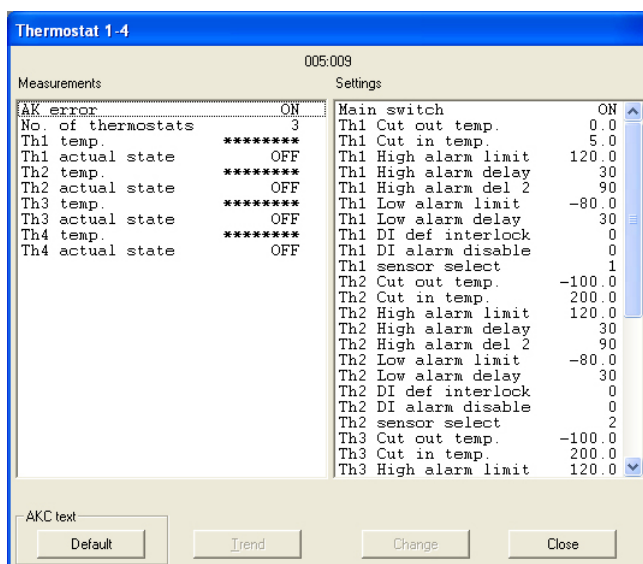 Thermostat 1-4
005:009
Measurements
AK error ON
No. of thermostats 3
Th1 temp. ********
Th1 actual state OFF
Th2 temp. ********
Th2 actual state OFF
Th3 temp. ********
Th3 actual state OFF
Th4 temp. ********
Th4 actual state OFF
Settings
Main switch ON
Th1 Cut out temp. 0.0
Th1 Cut in temp. 5.0
Th1 High alarm limit 120.0
Th1 High alarm delay 30
Th1 High alarm del 2 90
Th1 Low alarm limit -80.0
Th1 Low alarm delay 30
Th1 DI def interlock 0
Th1 DI alarm disable 0
Th1 sensor select 1
Th2 Cut out temp. -100.0
Th2 Cut in temp. 200.0
Th2 High alarm limit 120.0
Th2 High alarm delay 30
Th2 High alarm del 2 90
Th2 Low alarm limit -80.0
Th2 Low alarm delay 30
Th2 DI def interlock 0
Th2 DI alarm disable 0
Th2 sensor select 2
Th3 Cut out temp. -100.0
Th3 Cut in temp. 200.0
Th3 High alarm limit 120.0
AKC text
Default
Trend
Change
Close